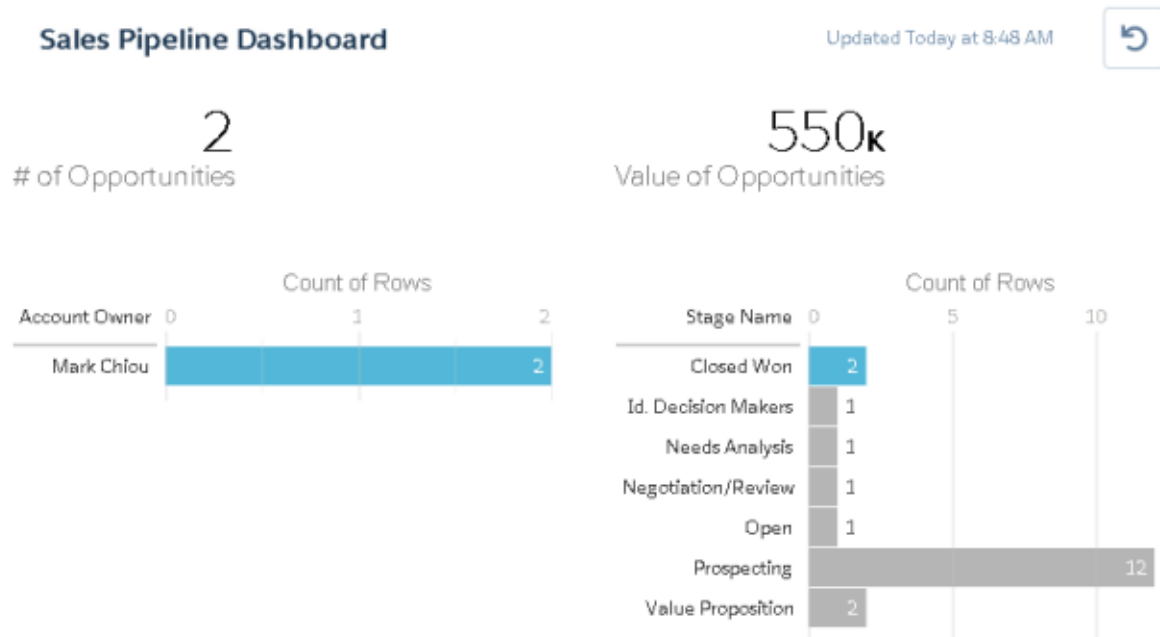 Sales Pipeline Dashboard
Updated Today at 8:48 AM
2
# of Opportunities
550K
Value of Opportunities
Count of Rows
Account Owner 0 1 2
Mark Chiou 2
Count of Rows
Stage Name 0 5 10
Closed Won 2
Id. Decision Makers 1
Needs Analysis 1
Negotiation/Review 1
Open 1
Prospecting 12
Value Proposition 2